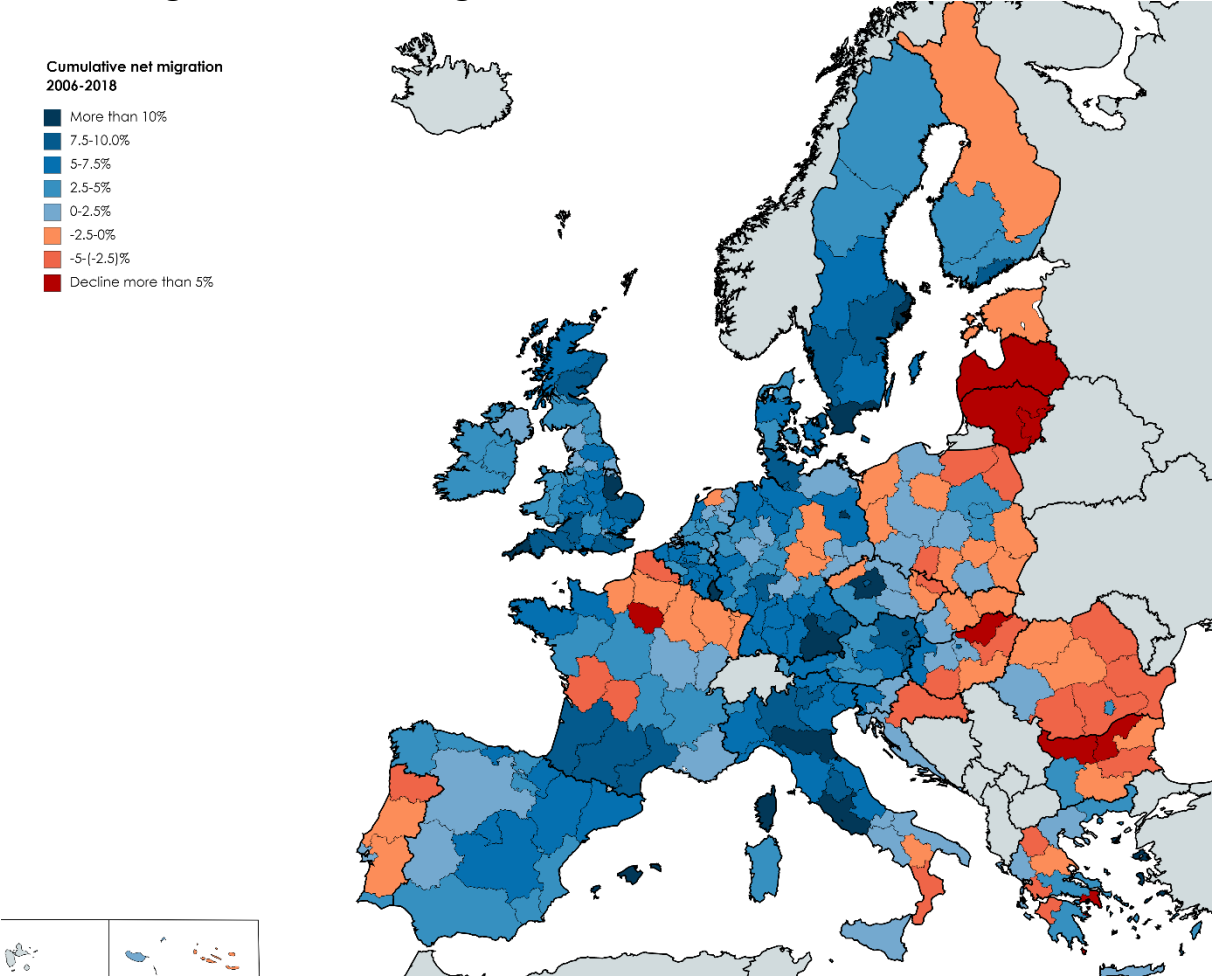 Cumulative net migration
2006-2018
More than 10%
7.5-10.0%
5-7.5%
2.5-5%
0-2.5%
-2.5-0%
-5-(-2.5)%
Decline more than 5%